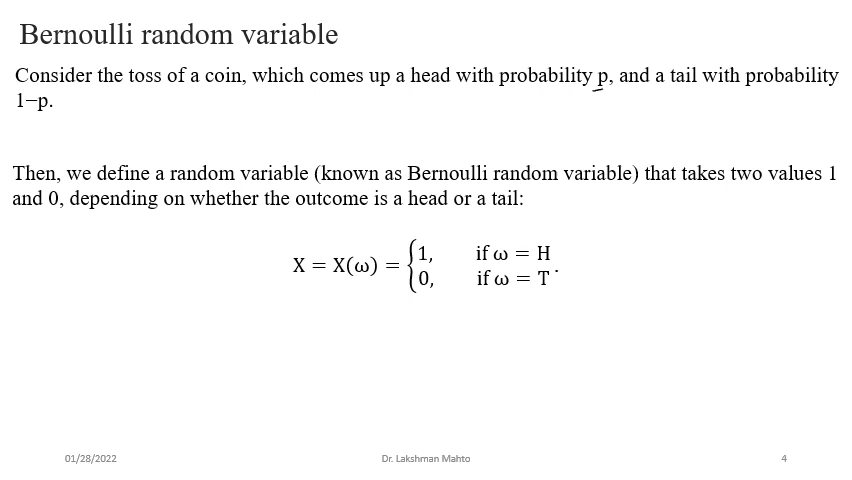 Bernoulli random variable
Consider the toss of a coin, which comes up a head with probability p, and a tail with probability
1−p.
Then, we define a random variable (known as Bernoulli random variable) that takes two values 1
and 0, depending on whether the outcome is a head or a tail:
X = X(ω) = {1, if ω = H
0, if ω = T .
01/28/2022 Dr. Lakshman Mahto 4